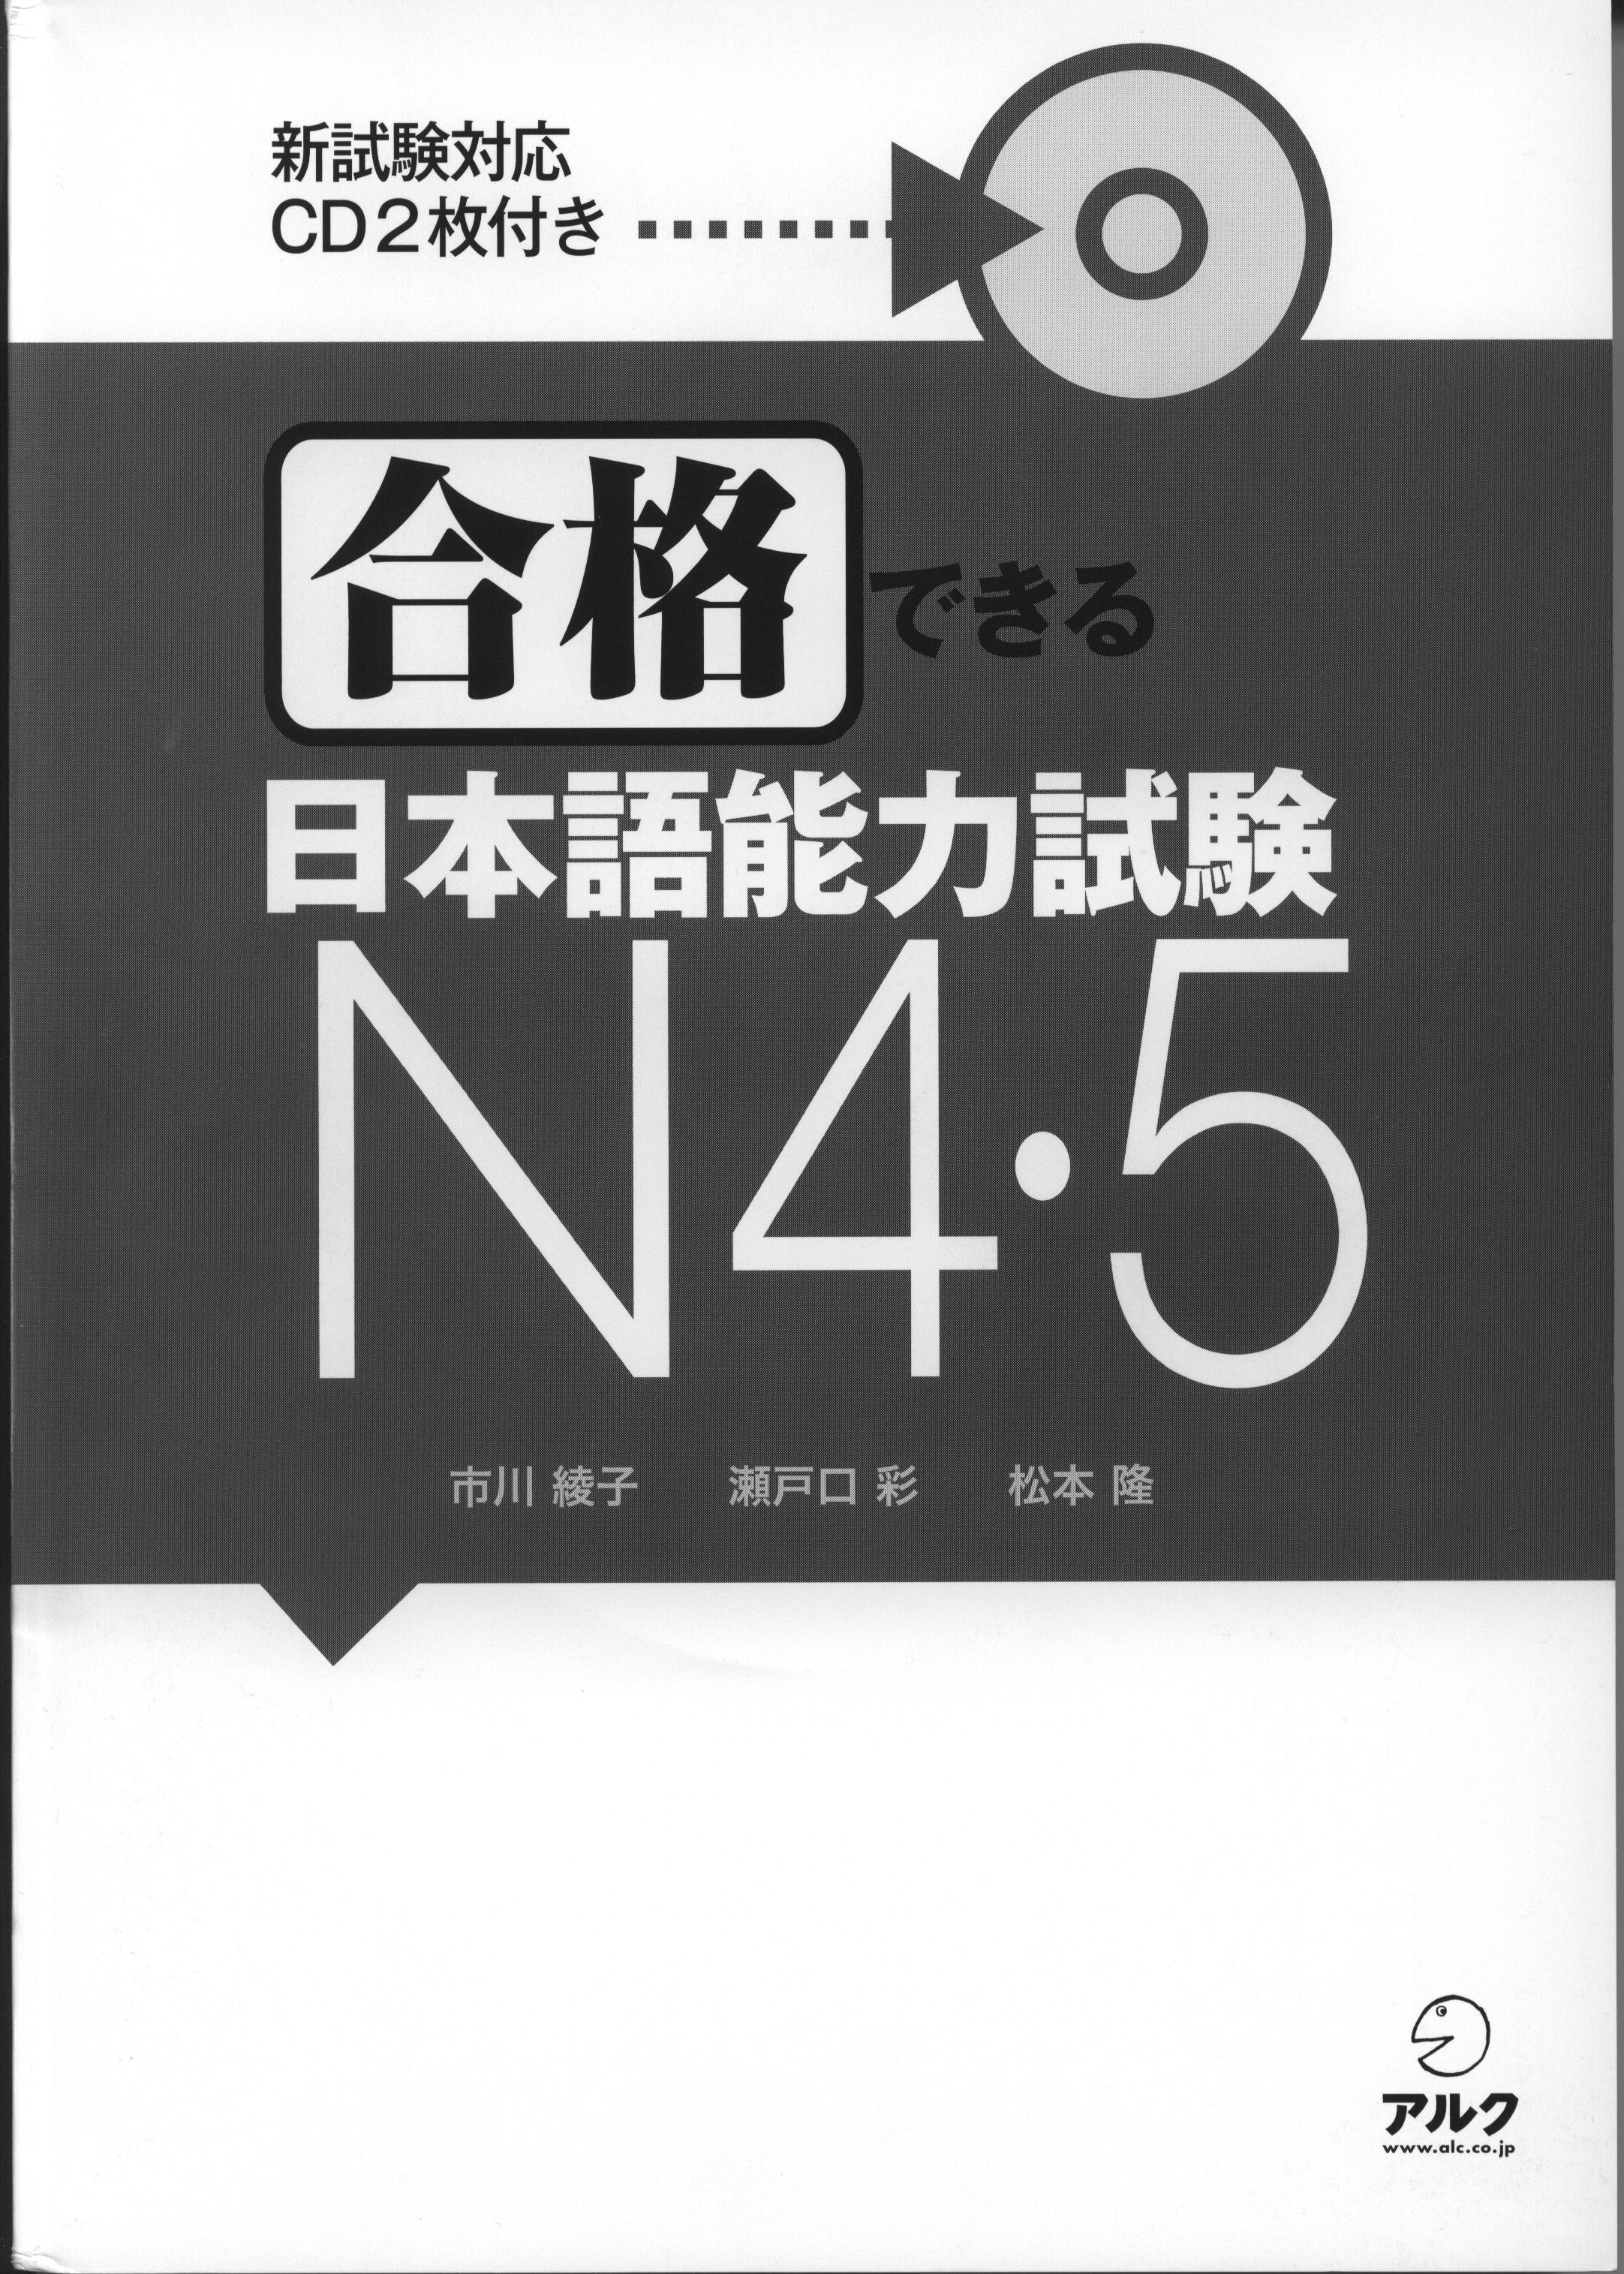 新試験対応
CD2枚付き
合格できる
日本語能力試験
N4・5
市川 綾子 瀬戸口 彩 松本 隆
アルク
www.alc.co.jp